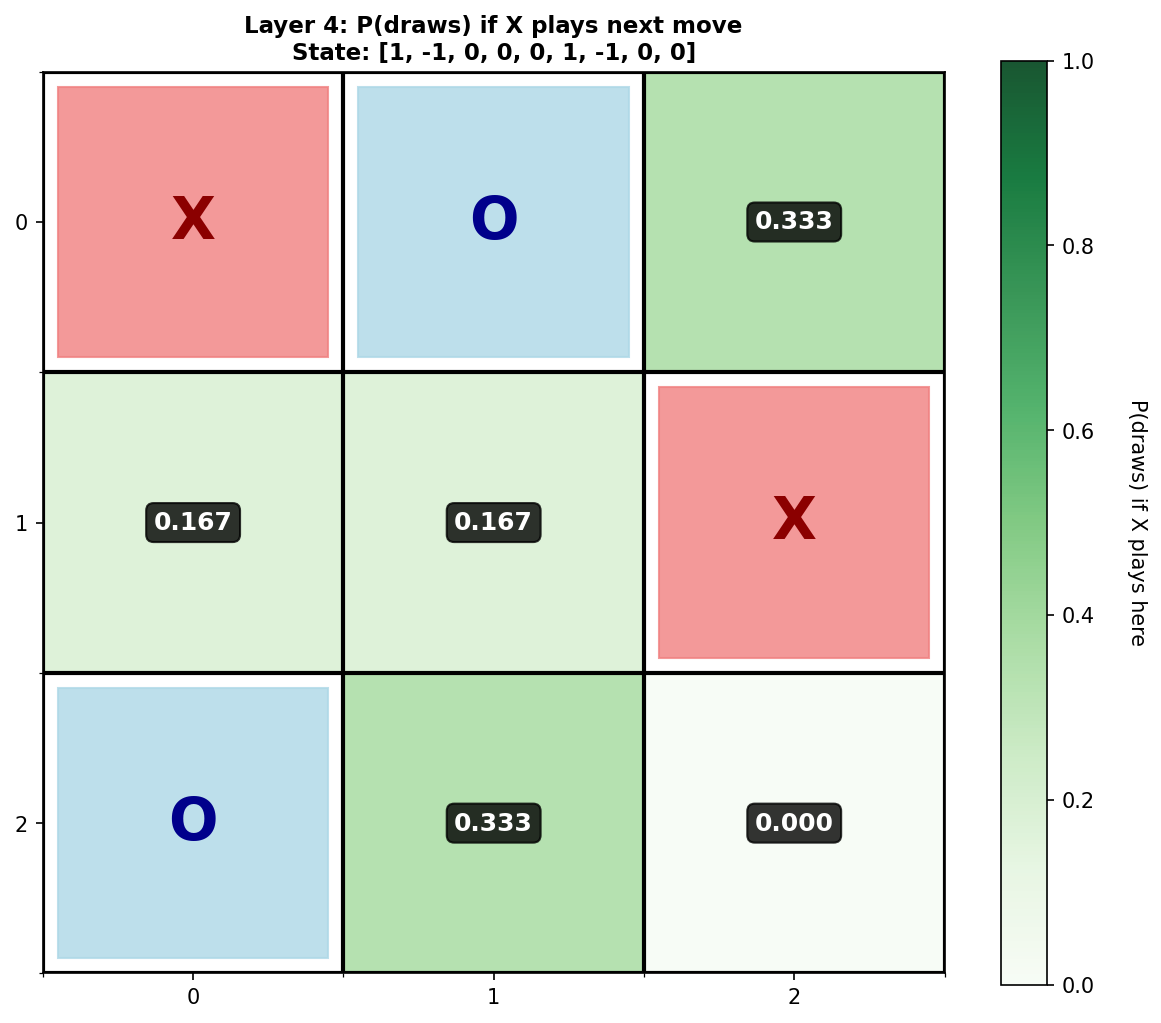 Layer 4: P(draws) if X plays next move
State: [1, -1, 0, 0, 0, 1, -1, 0, 0]
X
O
0.333
0.167
0.167
X
O
0.333
0.000
0
1
2
0
1
2
1.0
0.8
0.6
0.4
0.2
0.0
P(draws) if X plays here